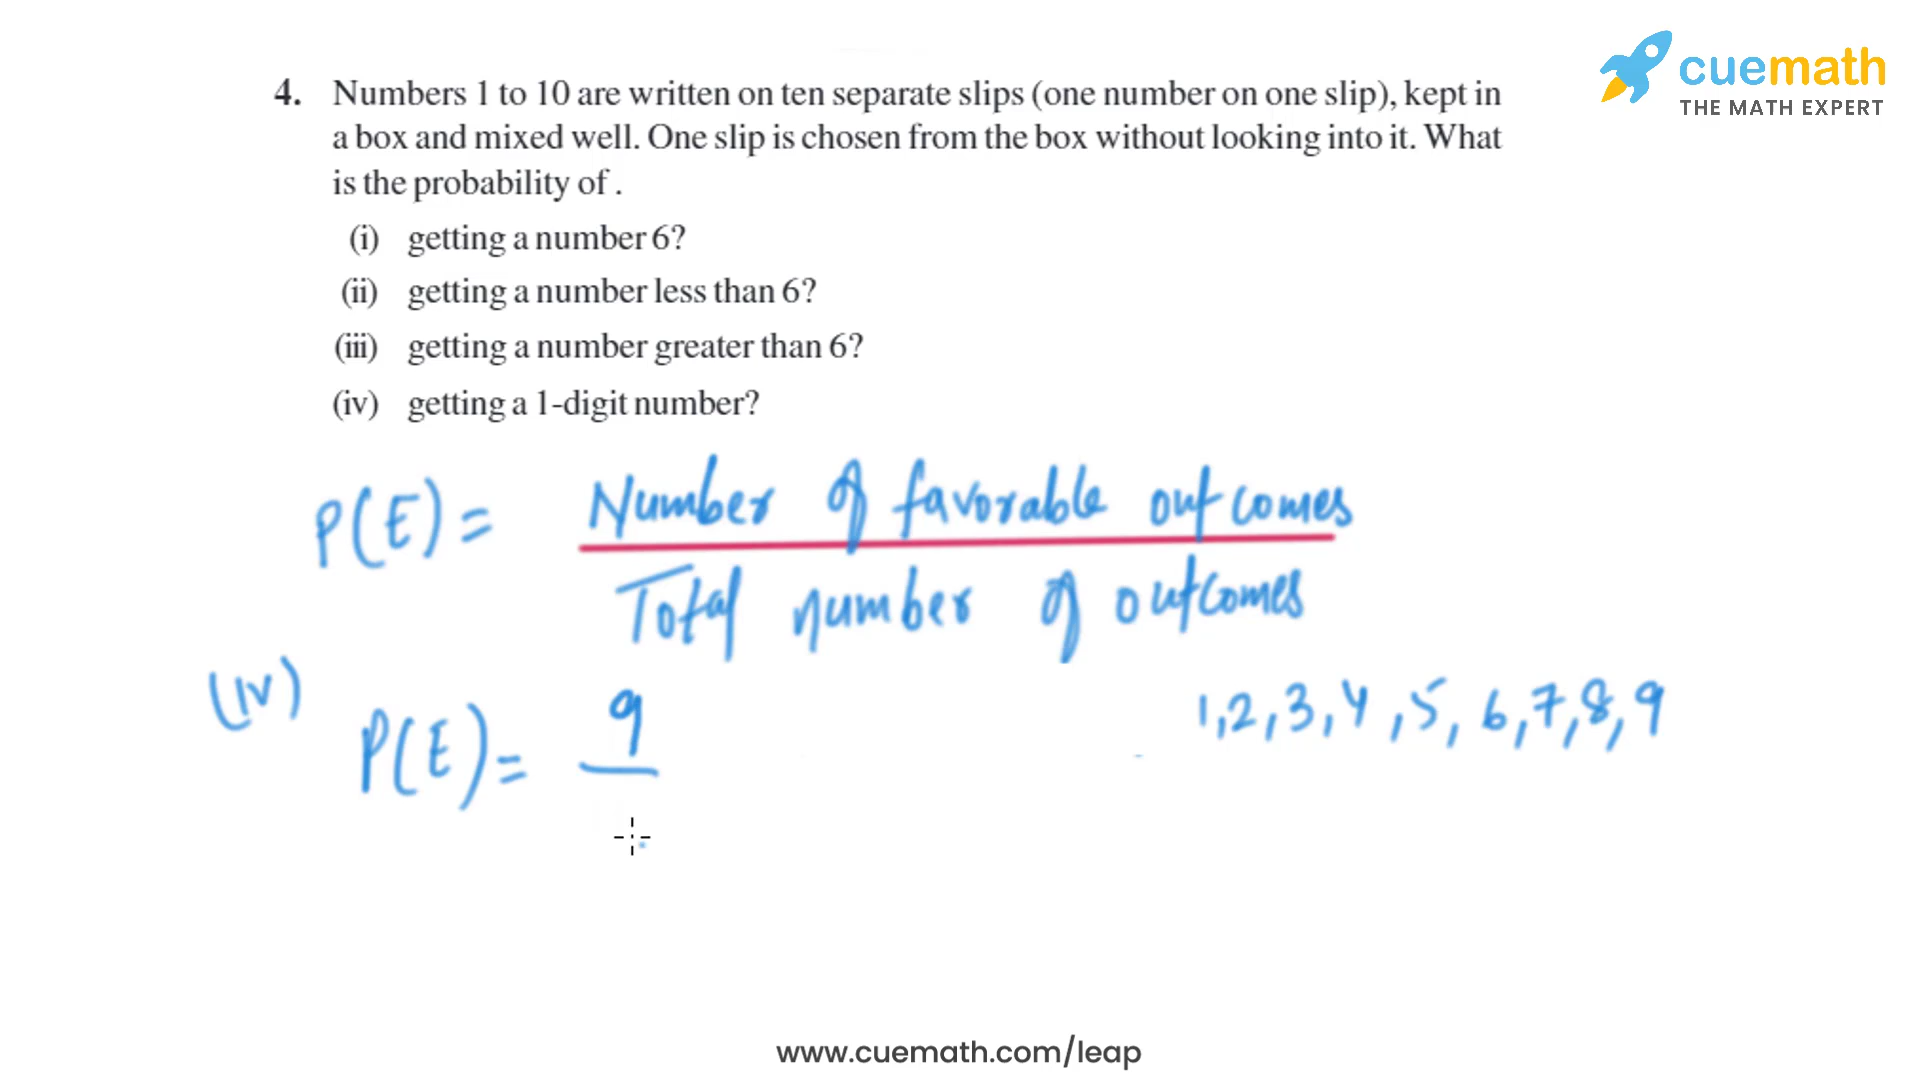 cuemath
THE MATH EXPERT
4. Numbers 1 to 10 are written on ten separate slips (one number on one slip), kept in
a box and mixed well. One slip is chosen from the box without looking into it. What
is the probability of .
(i) getting a number 6?
(ii) getting a number less than 6?
(iii) getting a number greater than 6?
(iv) getting a 1-digit number?
P(E) = Number of favorable outcomes
Total number of outcomes
(iv)
P(E) = 9
1,2,3,4,5,6,7,8,9
www.cuemath.com/leap